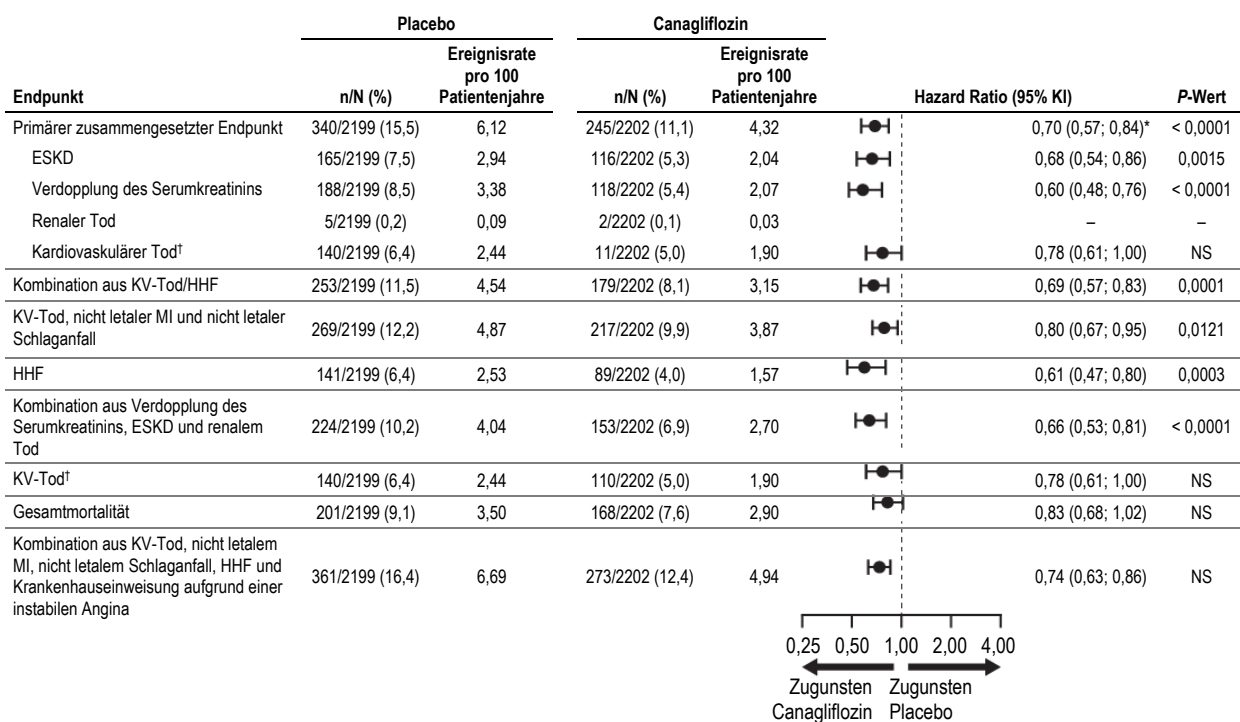 Placebo Canagliflozin
Endpunkt n/N (%) Ereignisrate pro 100 Patientenjahre n/N (%) Ereignisrate pro 100 Patientenjahre Hazard Ratio (95% KI) P-Wert
Primärer zusammengesetzter Endpunkt 340/2199 (15,5) 6,12 245/2202 (11,1) 4,32 0,70 (0,57; 0,84)* < 0,0001
ESKD 165/2199 (7,5) 2,94 116/2202 (5,3) 2,04 0,68 (0,54; 0,86) 0,0015
Verdopplung des Serumkreatinins 188/2199 (8,5) 3,38 118/2202 (5,4) 2,07 0,60 (0,48; 0,76) < 0,0001
Renaler Tod 5/2199 (0,2) 0,09 2/2202 (0,1) 0,03 – –
Kardiovaskulärer Tod† 140/2199 (6,4) 2,44 11/2202 (5,0) 1,90 0,78 (0,61; 1,00) NS
Kombination aus KV-Tod/HHF 253/2199 (11,5) 4,54 179/2202 (8,1) 3,15 0,69 (0,57; 0,83) 0,0001
KV-Tod, nicht letaler MI und nicht letaler
Schlaganfall 269/2199 (12,2) 4,87 217/2202 (9,9) 3,87 0,80 (0,67; 0,95) 0,0121
HHF 141/2199 (6,4) 2,53 89/2202 (4,0) 1,57 0,61 (0,47; 0,80) 0,0003
Kombination aus Verdopplung des
Serumkreatinins, ESKD und renalem 224/2199 (10,2) 4,04 153/2202 (6,9) 2,70 0,66 (0,53; 0,81) < 0,0001
Tod
KV-Tod† 140/2199 (6,4) 2,44 110/2202 (5,0) 1,90 0,78 (0,61; 1,00) NS
Gesamtmortalität 201/2199 (9,1) 3,50 168/2202 (7,6) 2,90 0,83 (0,68; 1,02) NS
Kombination aus KV-Tod, nicht letalem
MI, nicht letalem Schlaganfall, HHF und
Krankenhauseinweisung aufgrund einer 361/2199 (16,4) 6,69 273/2202 (12,4) 4,94 0,74 (0,63; 0,86) NS
instabilen Angina
0,25 0,50 1,00 2,00 4,00
Zugunsten Zugunsten
Canagliflozin Placebo